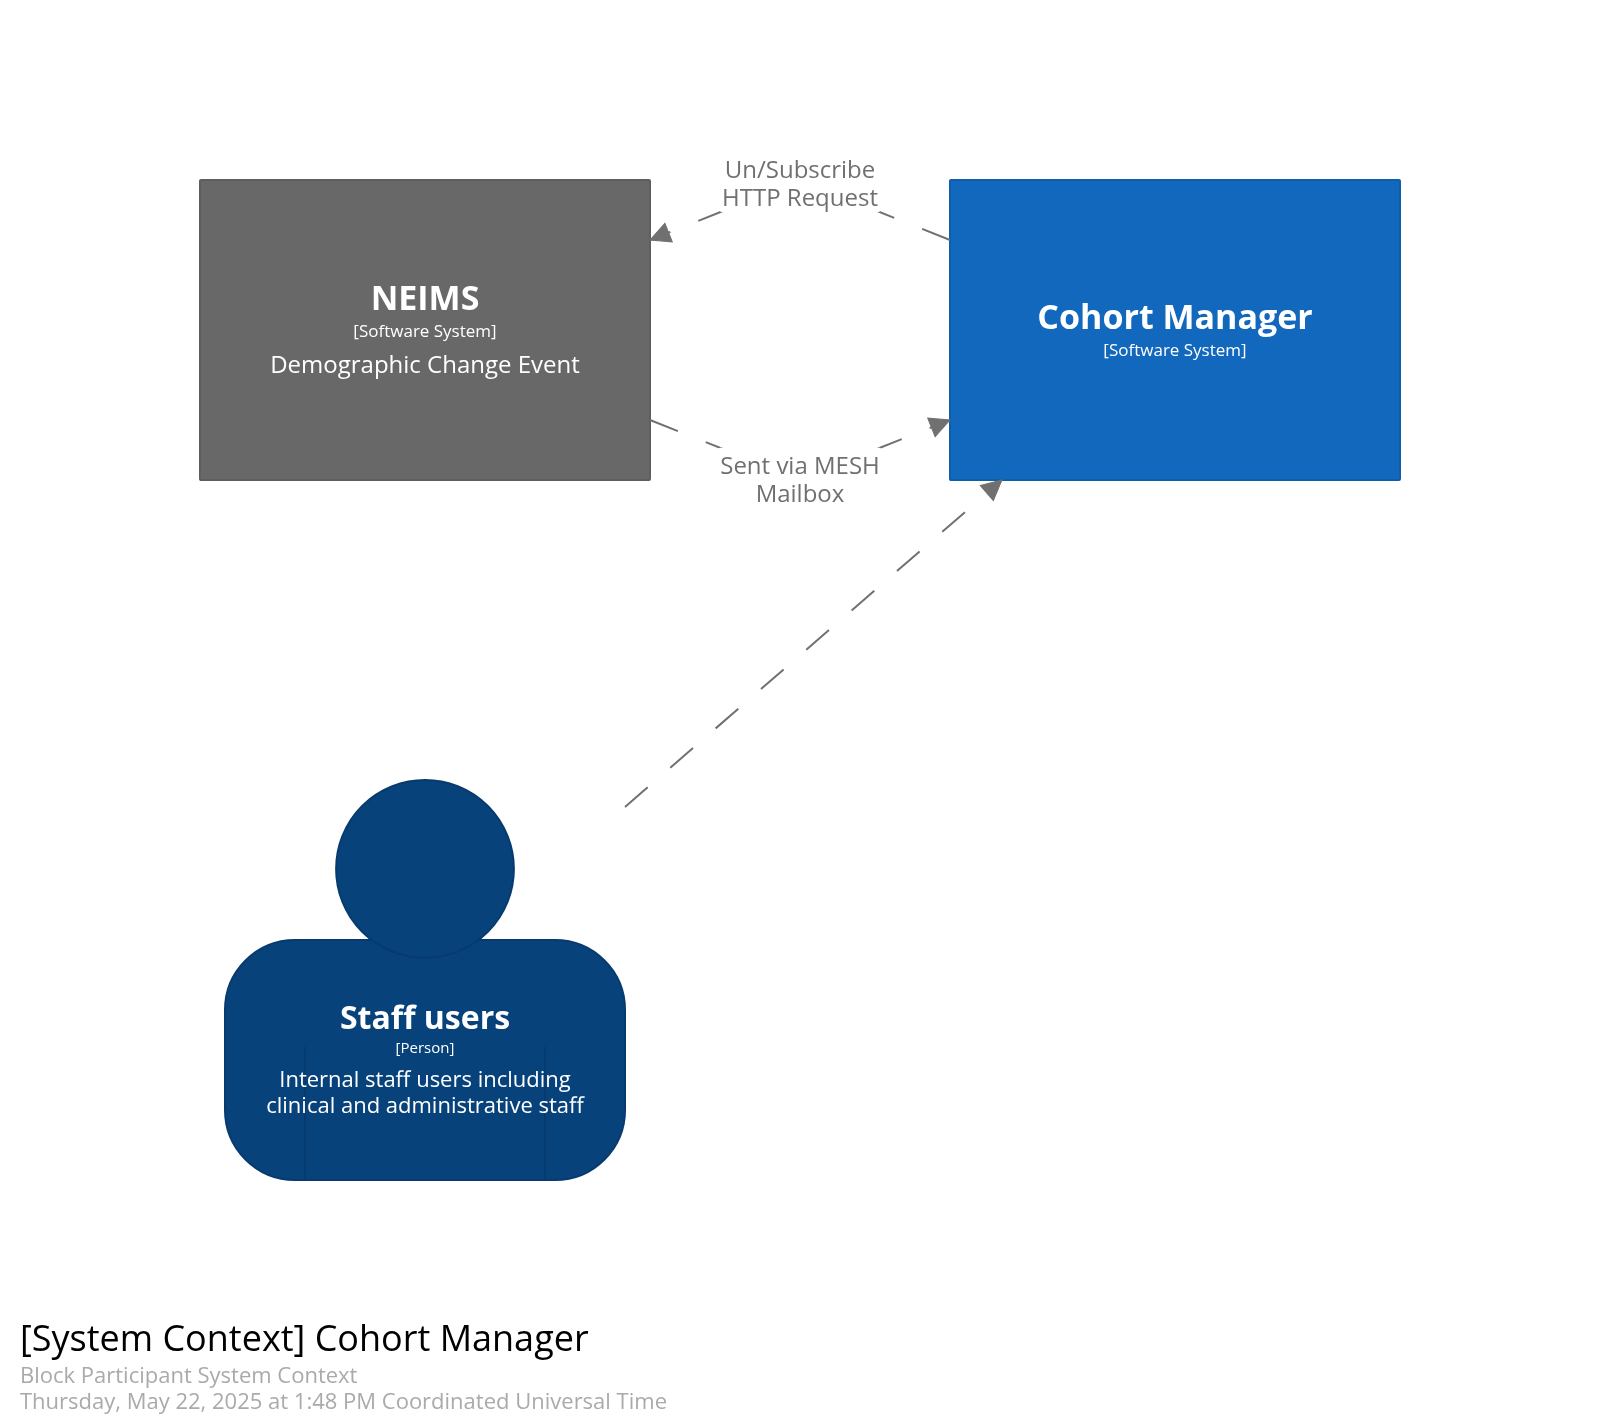 Un/Subscribe
HTTP Request
NEIMS
[Software System]
Demographic Change Event
Cohort Manager
[Software System]
Sent via MESH
Mailbox
Staff users
[Person]
Internal staff users including
clinical and administrative staff
[System Context] Cohort Manager
Block Participant System Context
Thursday, May 22, 2025 at 1:48 PM Coordinated Universal Time